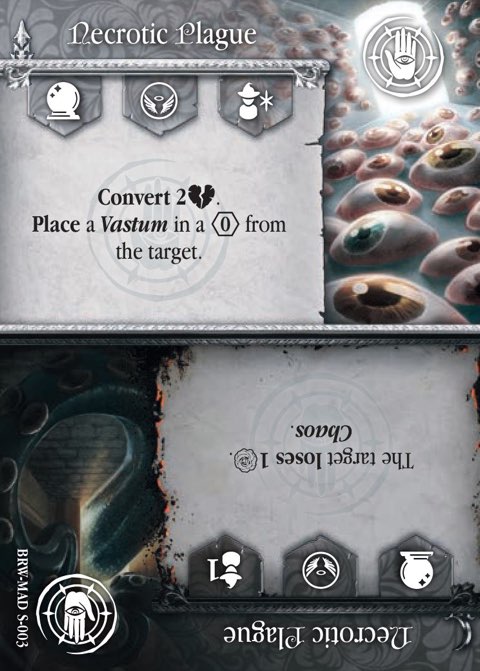 Necrotic Plague
Convert 2.
Place a Vastum in a 0 from
the target.
The target loses 1.
Chaos.
1
Necrotic Plague
BRW-MAD S-003